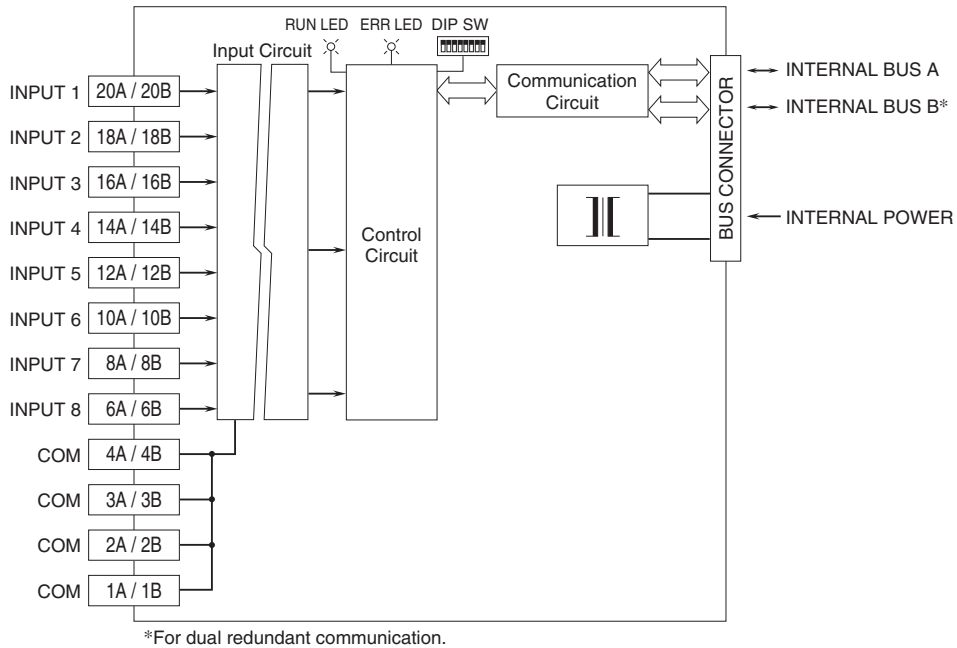 RUN LED ERR LED DIP SW
Input Circuit
INPUT 1 20A / 20B
INPUT 2 18A / 18B
INPUT 3 16A / 16B
INPUT 4 14A / 14B
INPUT 5 12A / 12B
INPUT 6 10A / 10B
INPUT 7 8A / 8B
INPUT 8 6A / 6B
COM 4A / 4B
COM 3A / 3B
COM 2A / 2B
COM 1A / 1B
Control
Circuit
Communication
Circuit
BUS CONNECTOR
INTERNAL BUS A
INTERNAL BUS B*
INTERNAL POWER
*For dual redundant communication.